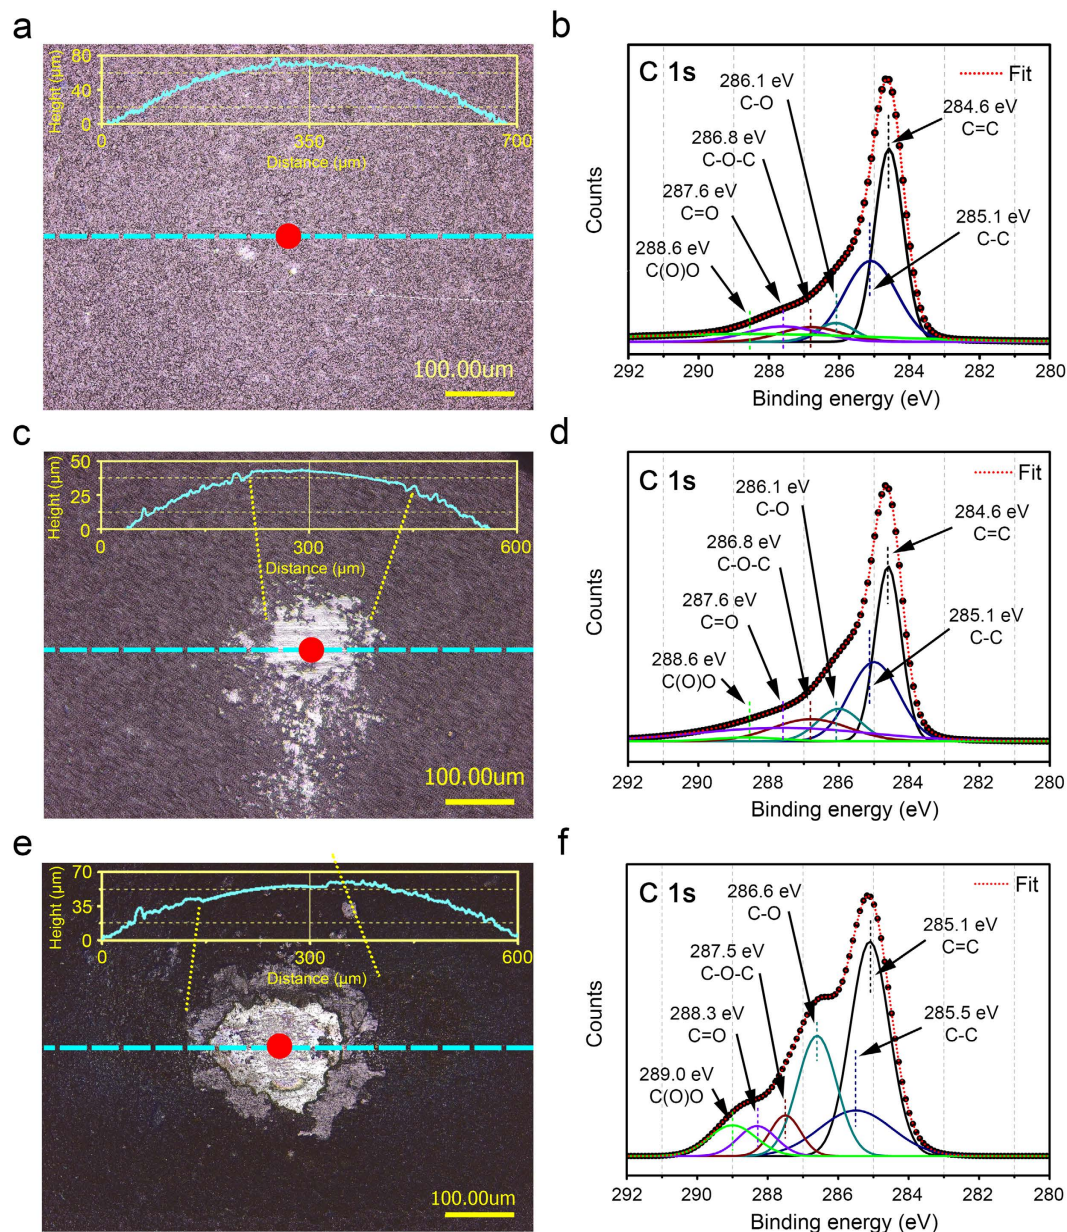 a
Height (μm)
80
40
0
0
350
700
Distance (μm)
100.00um
b
C 1s
Fit
286.1 eV
C-O
284.6 eV
C=C
286.8 eV
C-O-C
287.6 eV
C=O
285.1 eV
C-C
288.6 eV
C(O)O
Counts
292 290 288 286 284 282 280
Binding energy (eV)
c
Height (μm)
50
25
0
0
300
600
Distance (μm)
100.00um
d
C 1s
Fit
286.1 eV
C-O
284.6 eV
C=C
286.8 eV
C-O-C
287.6 eV
C=O
285.1 eV
C-C
288.6 eV
C(O)O
Counts
292 290 288 286 284 282 280
Binding energy (eV)
e
Height (μm)
70
35
0
0
300
600
Distance (μm)
100.00um
f
C 1s
Fit
286.6 eV
C-O
285.1 eV
C=C
287.5 eV
C-O-C
288.3 eV
C=O
285.5 eV
C-C
289.0 eV
C(O)O
Counts
292 290 288 286 284 282 280
Binding energy (eV)